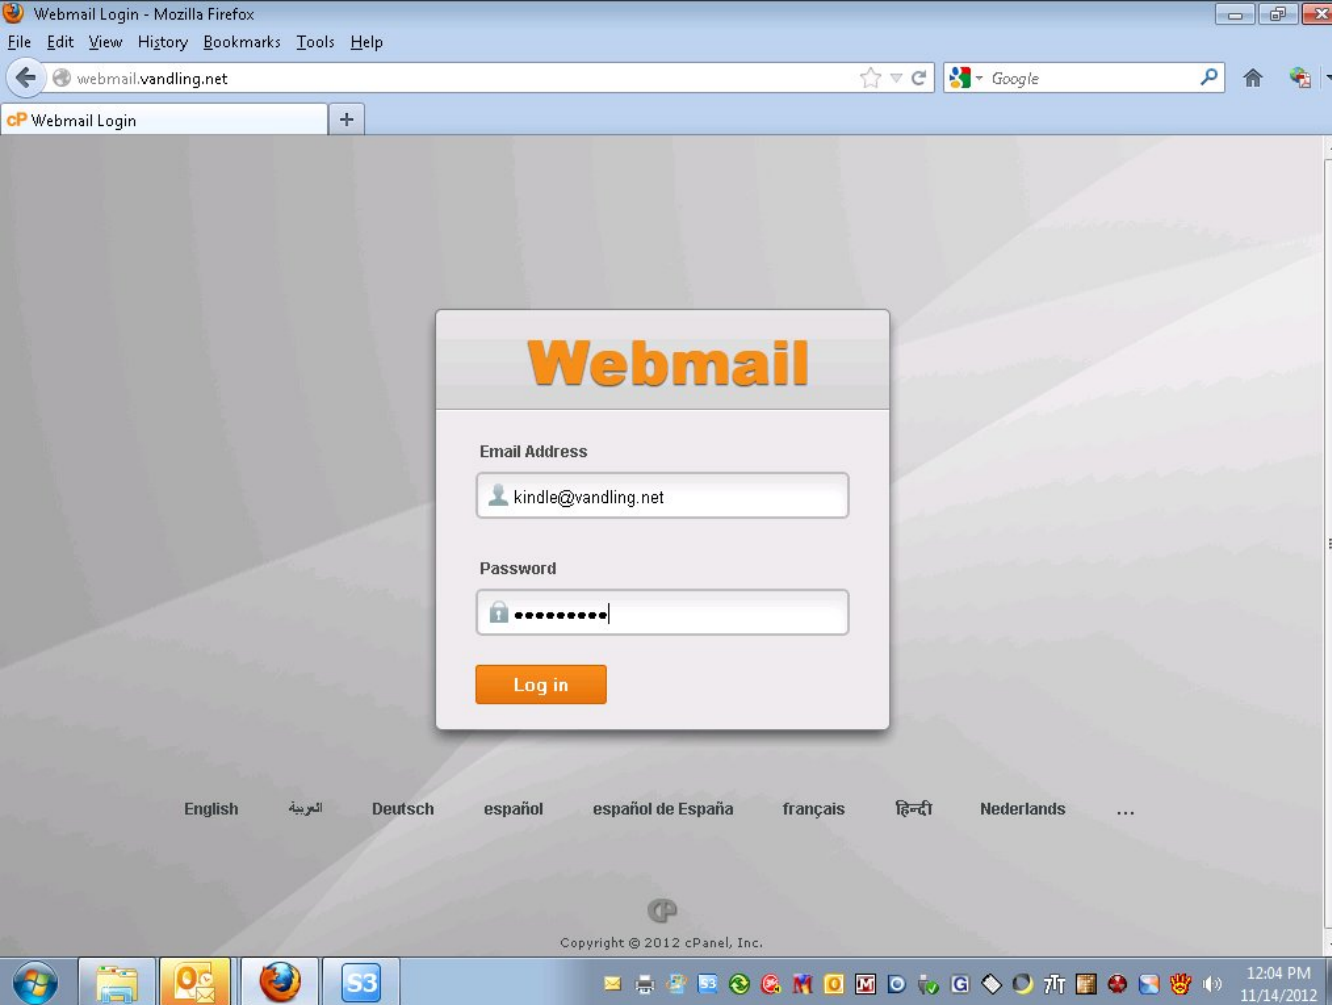 Webmail Login - Mozilla Firefox
File Edit View History Bookmarks Tools Help
webmail.vandling.net
Google
cP Webmail Login
Webmail
Email Address
kindle@vandling.net
Password
Log in
English العربية Deutsch español español de España français हिन्दी Nederlands ...
cP
Copyright © 2012 cPanel, Inc.
S3
12:04 PM
11/14/2012